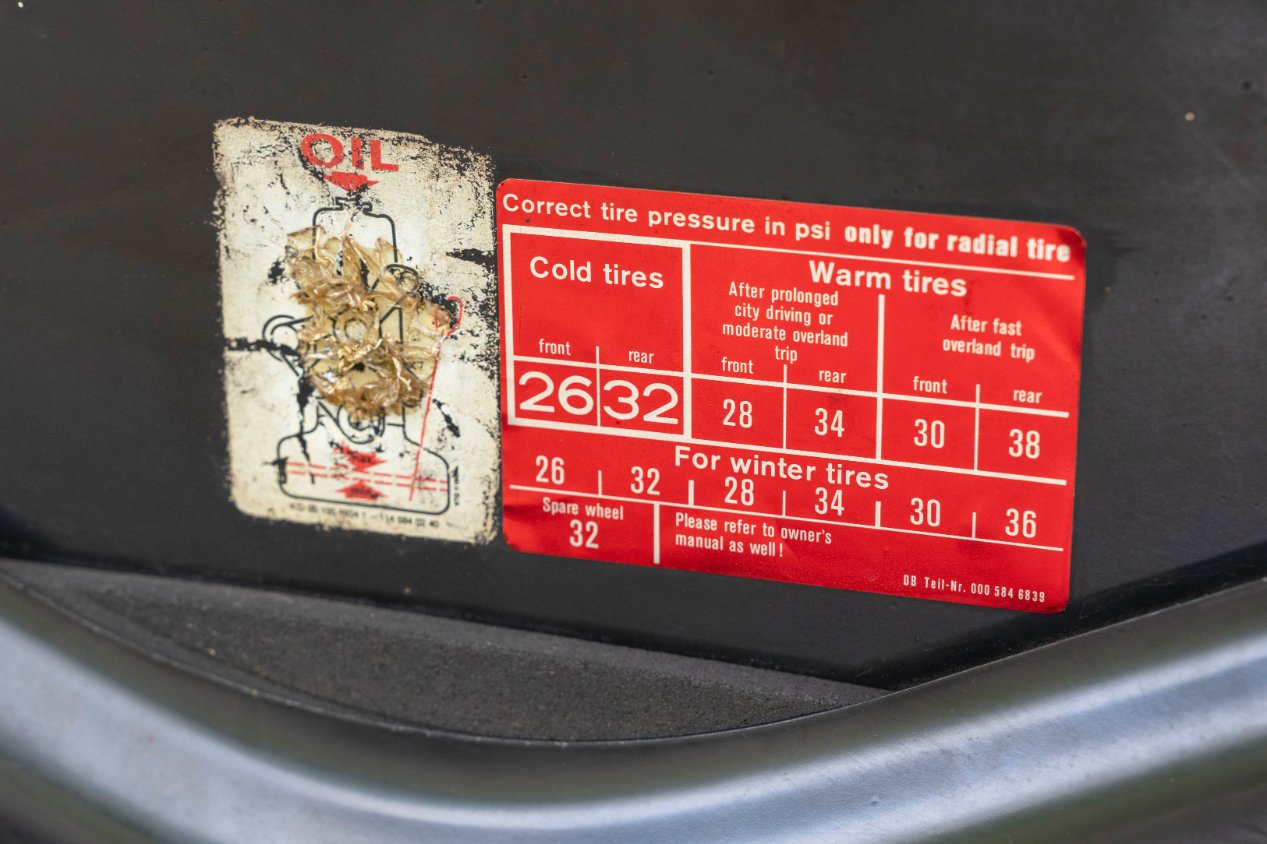 OIL
Correct tire pressure in psi only for radial tire
Cold tires
front rear
26 32
Warm tires
After prolonged
city driving or
moderate overland
trip
front rear
28 34
After fast
overland trip
front rear
30 38
For winter tires
26 32 28 34 30 36
Spare wheel
32
Please refer to owner's
manual as well!
DB Teil-Nr. 000 584 6839